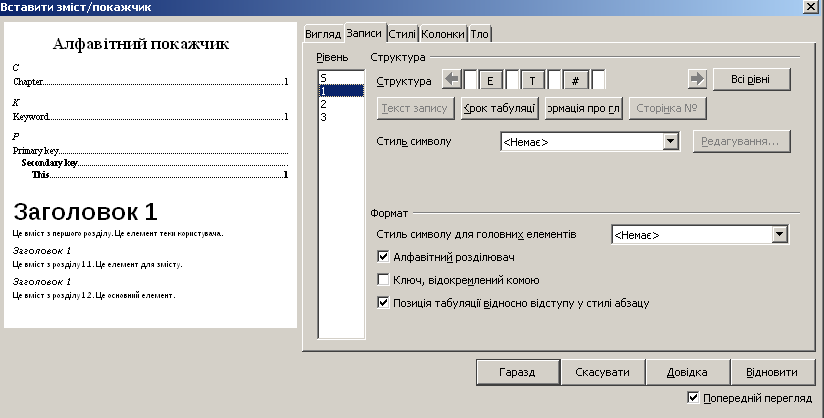 Вставити зміст/покажчик
Алфавітний покажчик
C
Chapter 1
K
Keyword 1
P
Primary key
Secondary key
This 1
Заголовок 1
Це вміст з першого розділу. Це елемент теки користувача.
Заголовок 1
Це вміст з розділу 1.1. Це елемент для змісту.
Заголовок 1
Це вміст з розділу 1.2. Це основний елемент.
Вигляд Записи Стилі Колонки Тло
Рівень
S
1
2
3
Структура
Структура E T # Всі рівні
Текст запису Крок табуляції ормація про гл Сторінка №
Стиль символу <Немає> Редагування...
Формат
Стиль символу для головних елементів <Немає>
Алфавітний розділювач
Ключ, відокремлений комою
Позиція табуляції відносно відступу у стилі абзацу
Гаразд Скасувати Довідка Відновити
Попередній перегляд